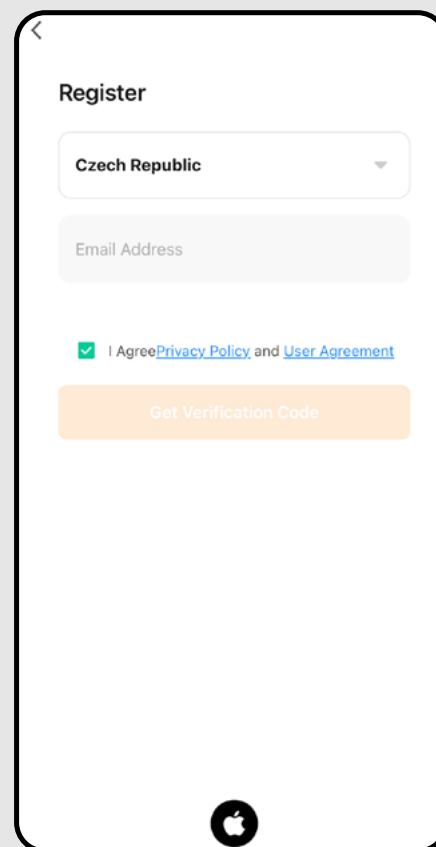 Register
Czech Republic
Email Address
I AgreePrivacy Policy and User Agreement
Get Verification Code